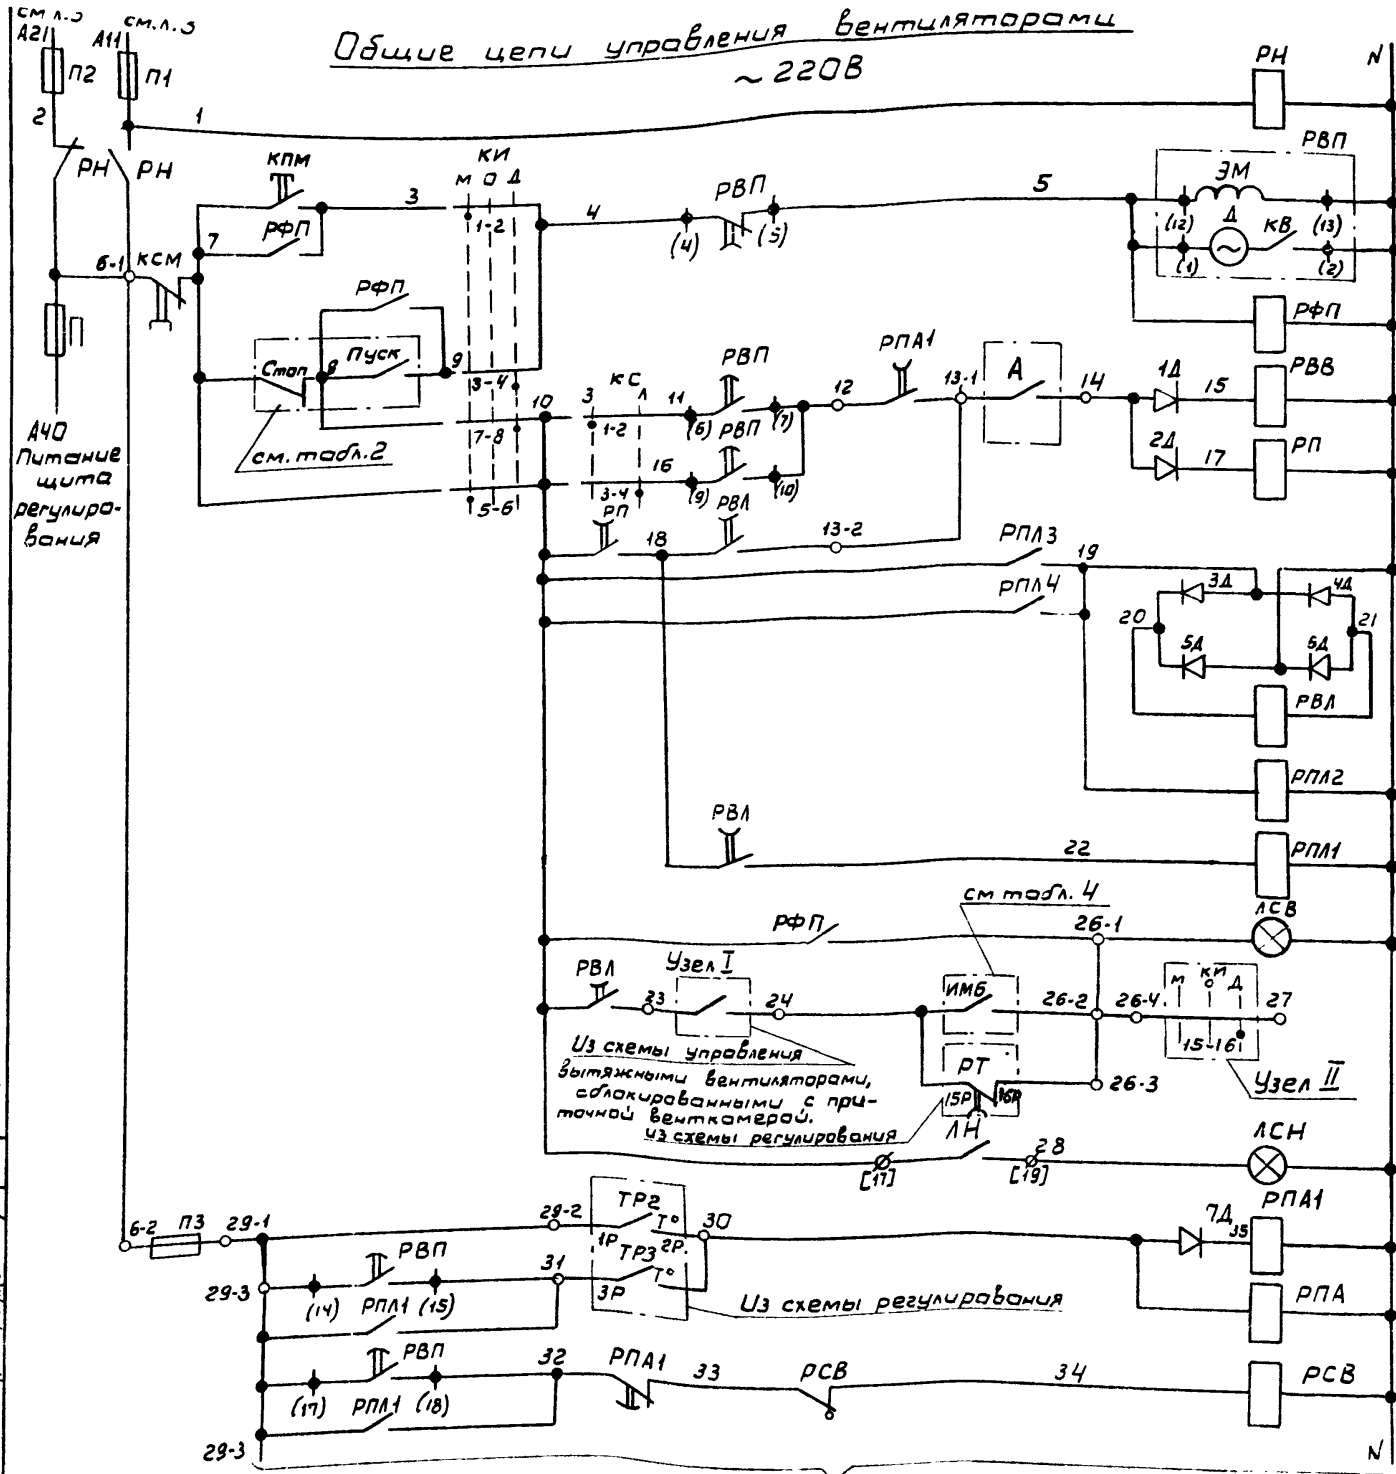 см.л.3
см.л.3
Общие цепи управления вентиляторами
~ 220В
А21
А11
П2
П1
2
1
РН
N
РН
РН
КПМ
КИ
М О Д
3
1-2
4
РВП
(4)
(5)
5
РВП
ЭМ
(12)
(13)
Д
КВ
(1)
(2)
7
РФП
6-1
КСМ
РФП
П
РФП
Стоп
8
Пуск
9
3-4
см. табл. 2
7-8
5-6
А40
Питание
щита
регулиро-
вания
10
КС
З
Л
1-2
11
(6)
РВП
(7)
12
РПА1
13-1
А
14
1Д
15
РВВ
2Д
17
РП
3-4
16
(9)
РВП
(10)
РП
18
РВЛ
13-2
РПЛ3
19
РПЛ4
3Д
4Д
20
21
5Д
6Д
РВЛ
РПЛ2
РВЛ
22
РПЛ1
см табл. 4
РФП
26-1
ЛСВ
РВЛ
23
Узел I
24
ИМБ
26-2
26-4
М
КИ
О
Д
27
15-16
Узел II
Из схемы управления
вытяжными вентиляторами,
сблокированными с при-
точной венткамерой.
РТ
15Р
16Р
26-3
из схемы регулирования
ЛН
[17]
[19]
28
ЛСН
6-2
П3
29-1
29-2
ТР2
Т°
1Р
2Р
30
7Д
35
РПА1
29-3
(14)
РВП
(15)
31
ТР3
Т°
3Р
Из схемы регулирования
РПА
РПЛ1
(17)
РВП
(18)
32
РПА1
33
РСВ
34
РСВ
РПЛ1
29-3
N